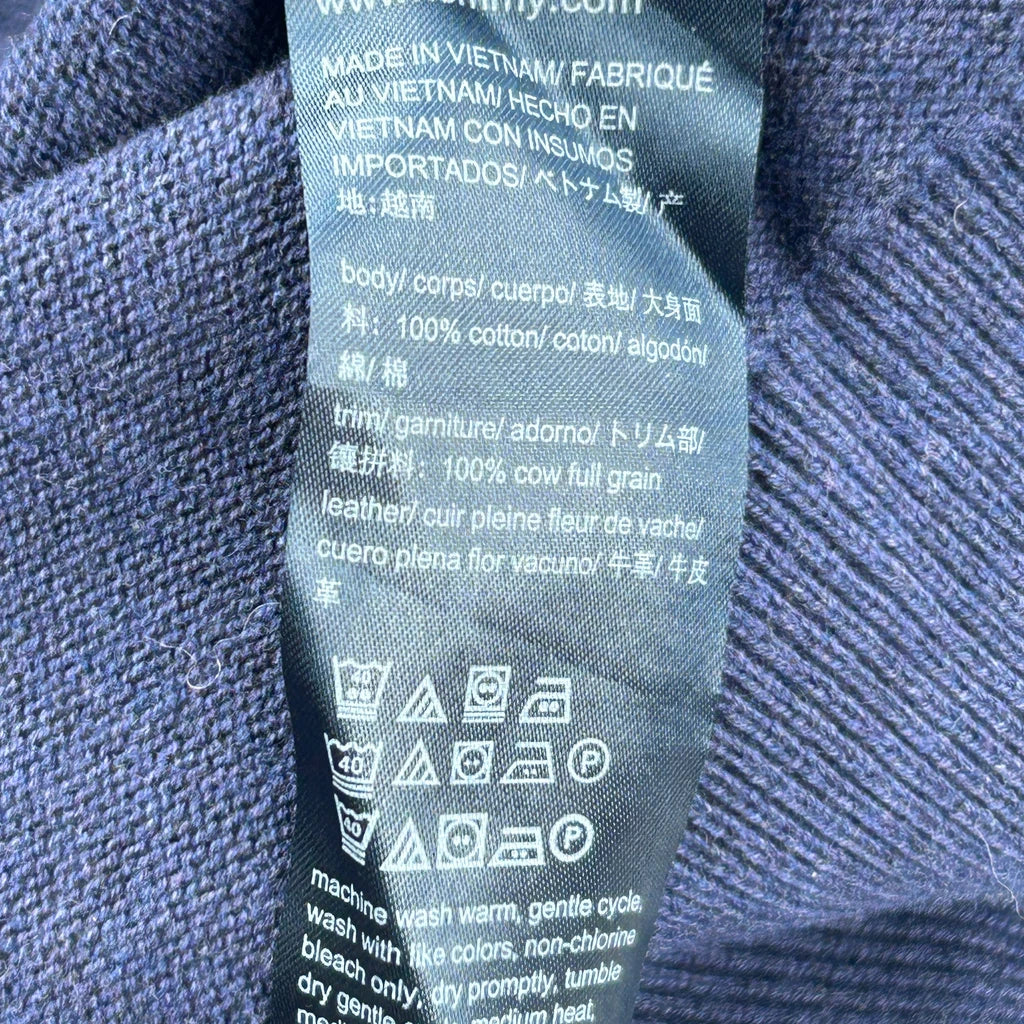 MADE IN VIETNAM/ FABRIQUÉ
AU VIETNAM/ HECHO EN
VIETNAM CON INSUMOS
IMPORTADOS/ ベトナム製/ 产
地:越南
body/ corps/ cuerpo/ 表地/ 大身面
料: 100% cotton/ coton/ algodón/
綿/ 棉
trim/ garniture/ adorno/ トリム部/
镶拼料: 100% cow full grain
leather/ cuir pleine fleur de vache/
cuero plena flor vacuno/ 牛革/ 牛皮
革
40
40
P
40
P
machine wash warm, gentle cycle,
wash with like colors, non-chlorine
bleach only, dry promptly, tumble
dry gentle medium heat,